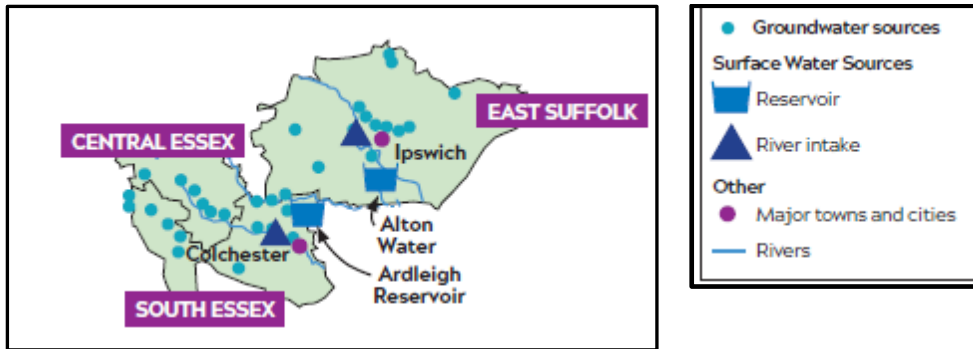 EAST SUFFOLK
CENTRAL ESSEX
Ipswich
Alton
Water
Colchester
Ardleigh
Reservoir
SOUTH ESSEX
Groundwater sources
Surface Water Sources
Reservoir
River intake
Other
Major towns and cities
Rivers